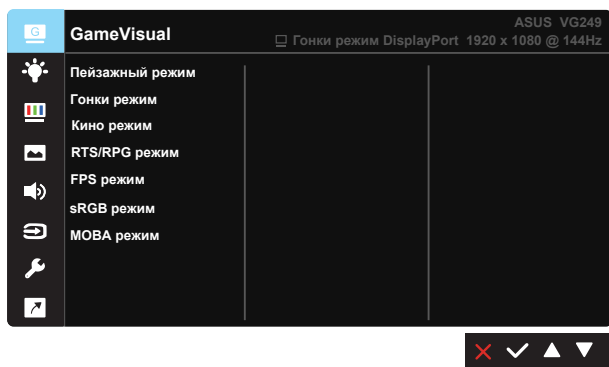 G
GameVisual
ASUS VG249
Гонки режим DisplayPort 1920 x 1080 @ 144Hz
Пейзажный режим
Гонки режим
Кино режим
RTS/RPG режим
FPS режим
sRGB режим
MOBA режим